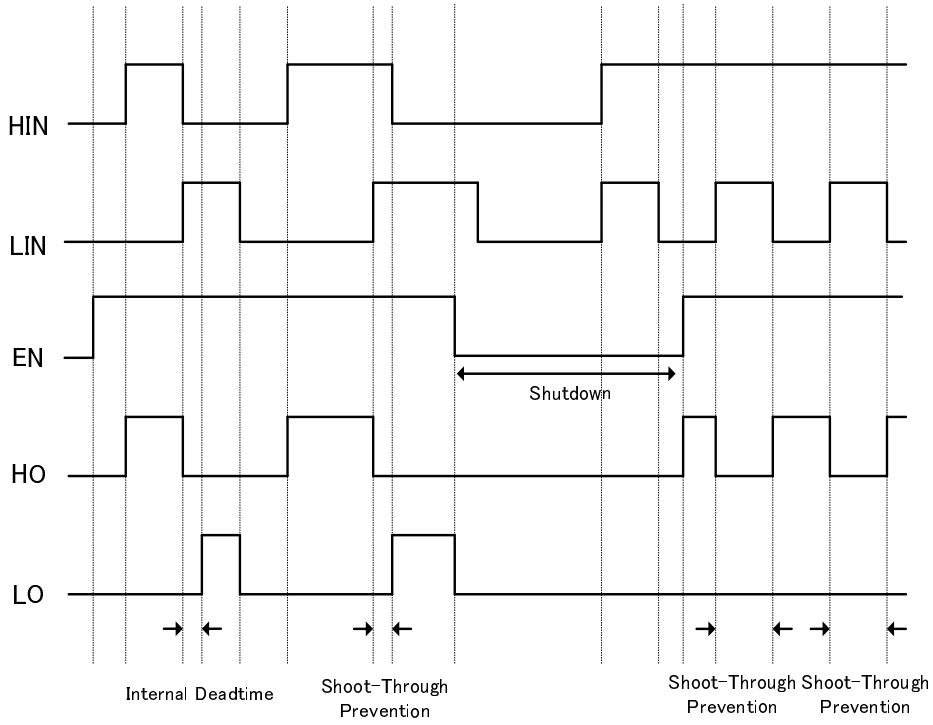 HIN
LIN
EN
Shutdown
HO
LO
Internal Deadtime
Shoot-Through
Prevention
Shoot-Through
Prevention
Shoot-Through
Prevention